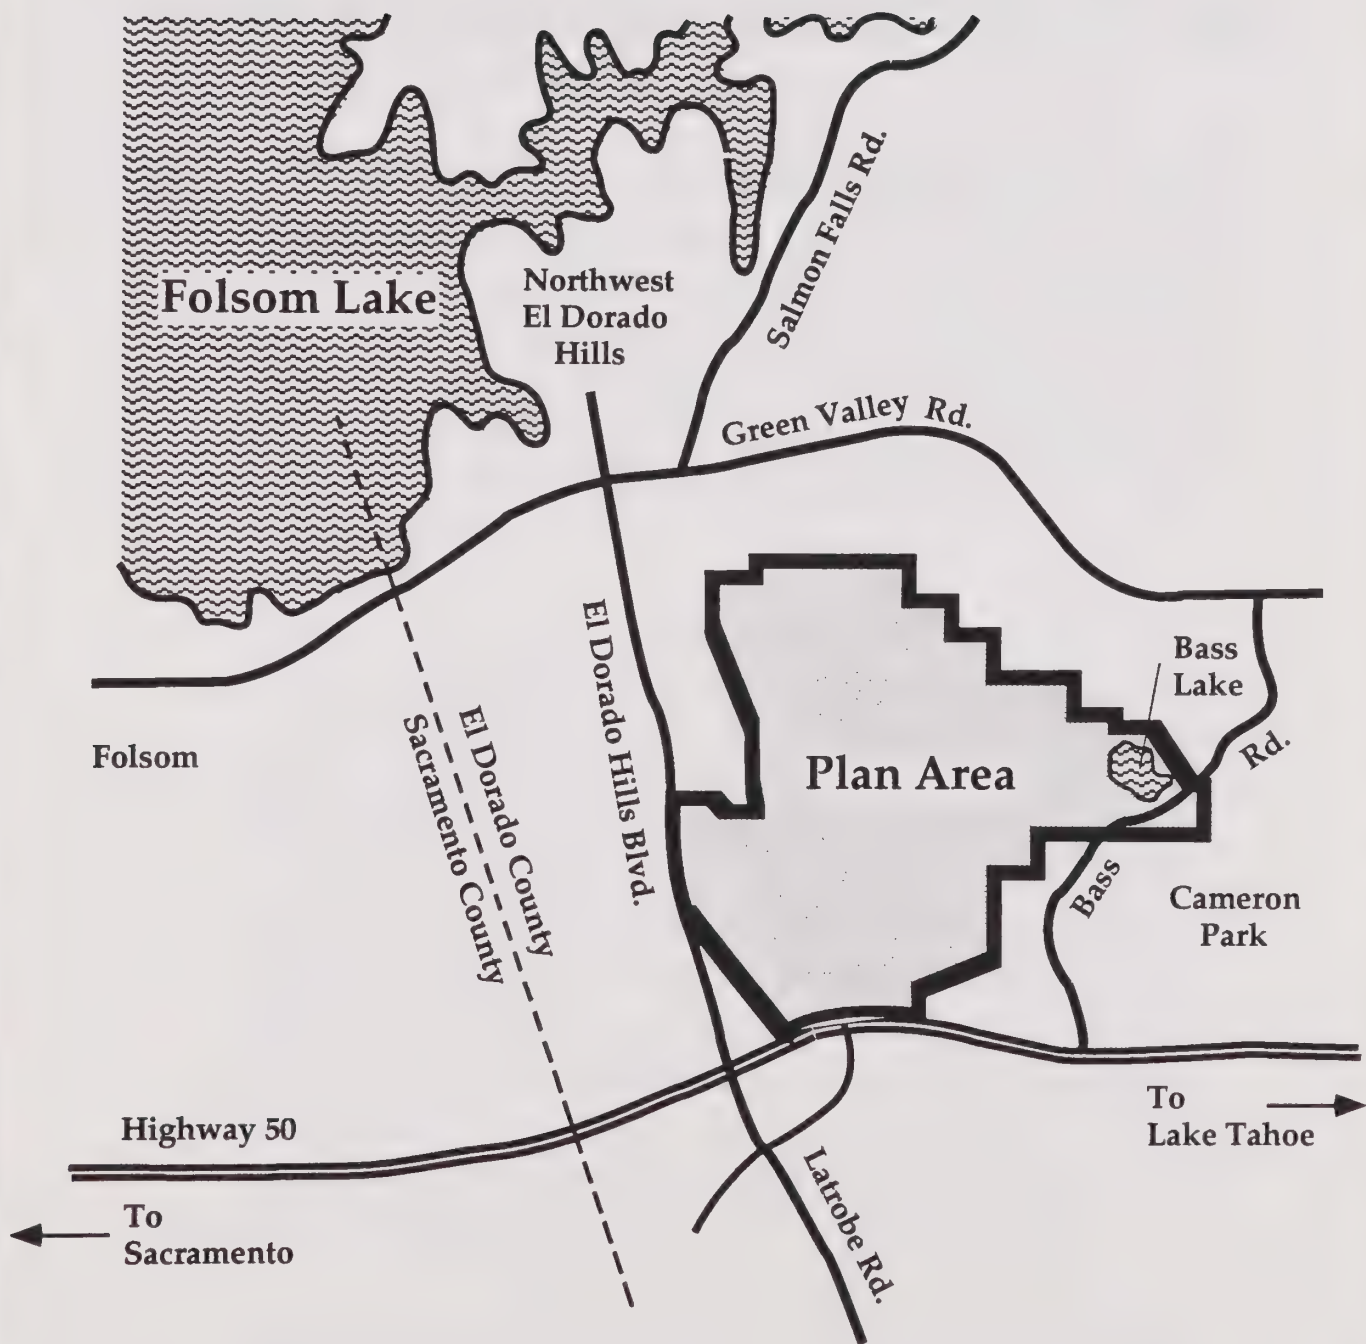 Folsom Lake
Northwest
El Dorado
Hills
Salmon Falls Rd.
Green Valley Rd.
El Dorado Hills Blvd.
Bass
Lake
Folsom
El Dorado County
Sacramento County
Plan Area
Bass Rd.
Cameron
Park
Highway 50
To
Lake Tahoe
To
Sacramento
Latrobe Rd.